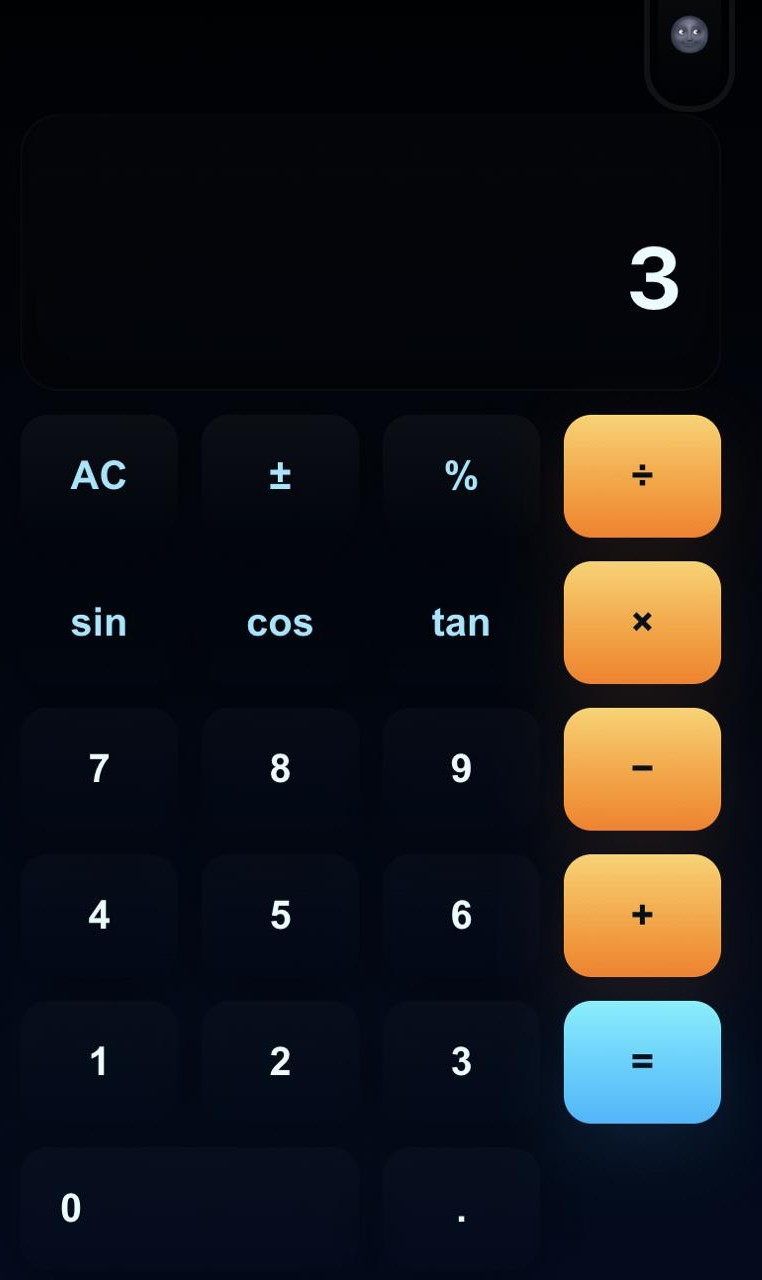 3
AC ± % ÷
sin cos tan ×
7 8 9 −
4 5 6 +
1 2 3 =
0 .